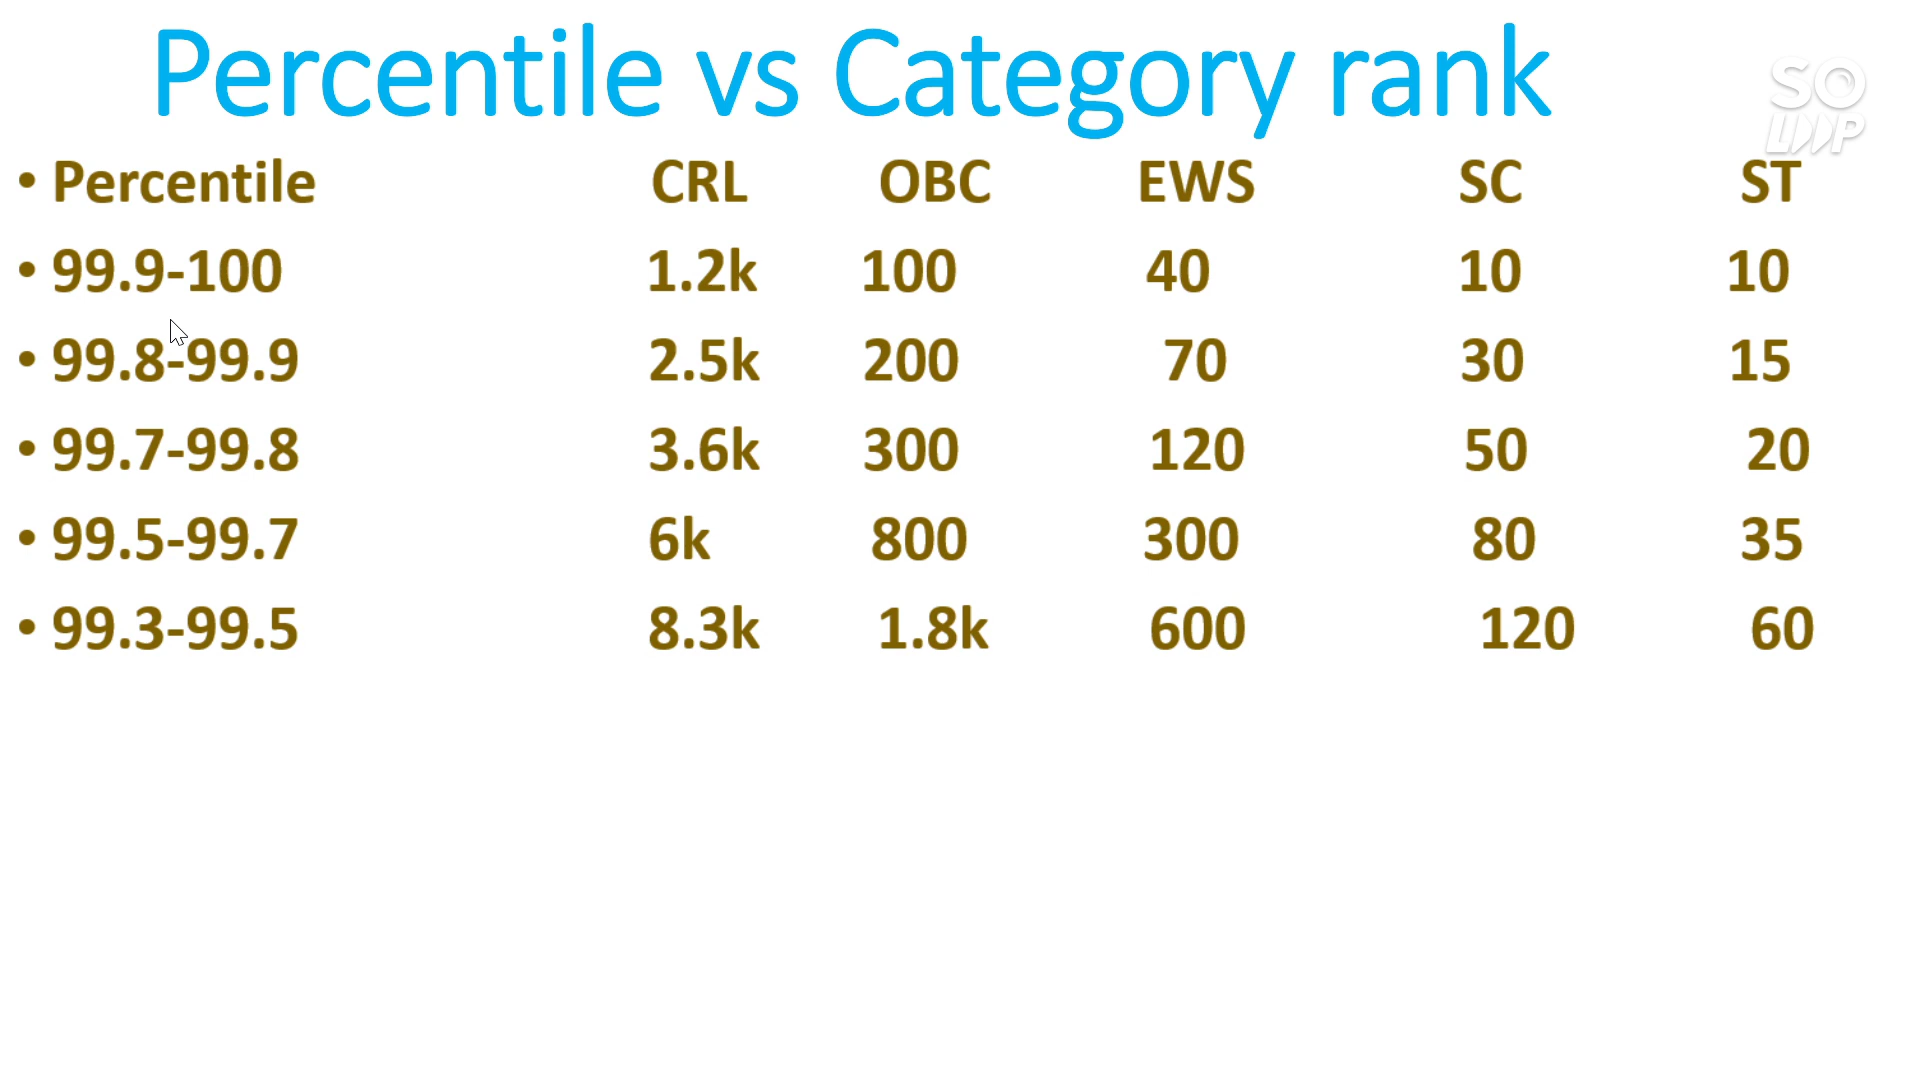 Percentile vs Category rank
SO
LOOP
• Percentile CRL OBC EWS SC ST
• 99.9-100 1.2k 100 40 10 10
• 99.8-99.9 2.5k 200 70 30 15
• 99.7-99.8 3.6k 300 120 50 20
• 99.5-99.7 6k 800 300 80 35
• 99.3-99.5 8.3k 1.8k 600 120 60